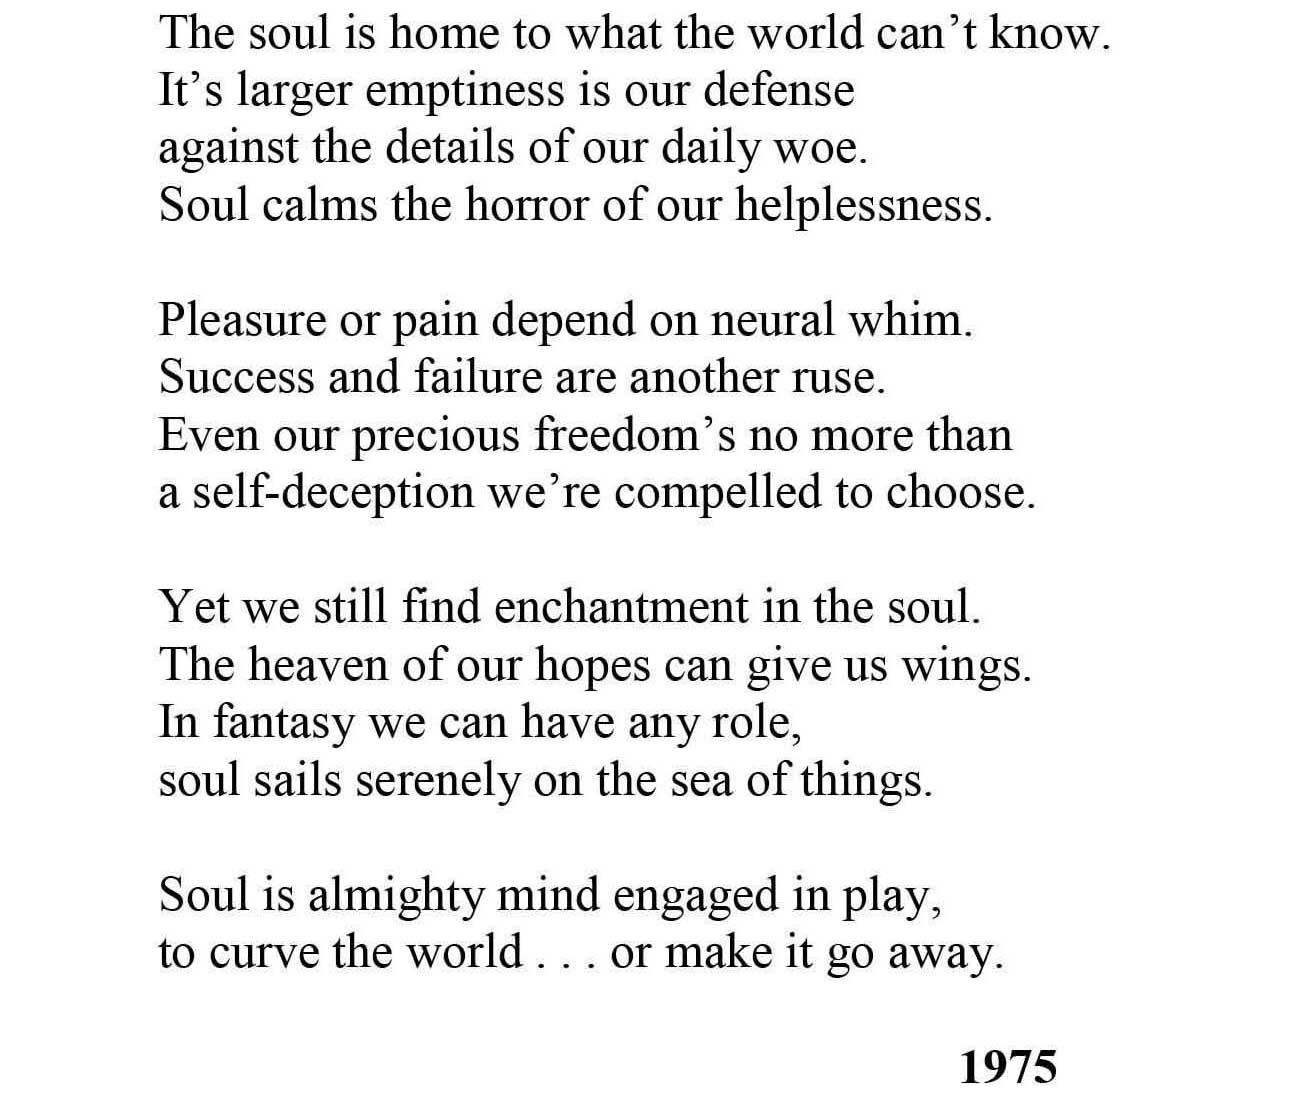 The soul is home to what the world can’t know.
It’s larger emptiness is our defense
against the details of our daily woe.
Soul calms the horror of our helplessness.
Pleasure or pain depend on neural whim.
Success and failure are another ruse.
Even our precious freedom’s no more than
a self-deception we’re compelled to choose.
Yet we still find enchantment in the soul.
The heaven of our hopes can give us wings.
In fantasy we can have any role,
soul sails serenely on the sea of things.
Soul is almighty mind engaged in play,
to curve the world . . . or make it go away.
1975